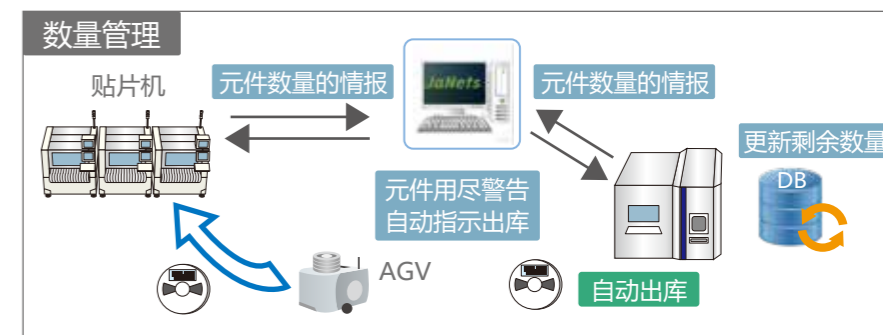 数量管理
贴片机
元件数量的情报
JaNets
元件数量的情报
更新剩余数量
DB
元件用尽警告
自动指示出库
AGV
自动出库